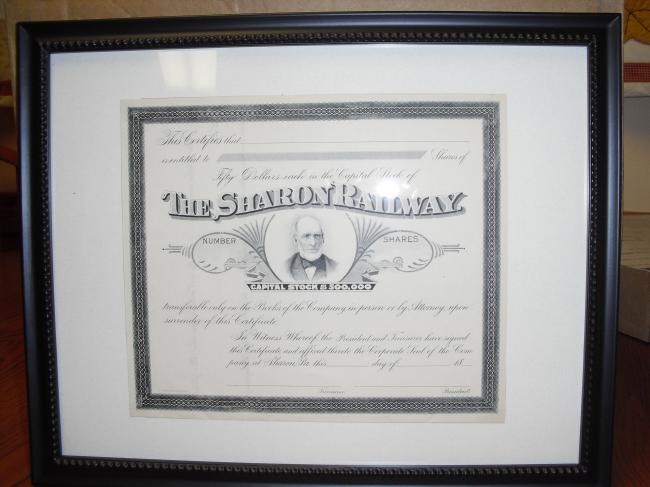 This Certifies that
is entitled to Shares of
Fifty Dollars each in the Capital Stock of
THE SHARON RAILWAY.
NUMBER SHARES
CAPITAL STOCK $500,000
transferable only on the Books of the Company in person or by Attorney, upon
surrender of this Certificate.
In Witness Whereof the President and Treasurer have signed
this Certificate and affixed thereto the Corporate Seal of the Com-
pany at Sharon Pa. this day of 18
Treasurer President